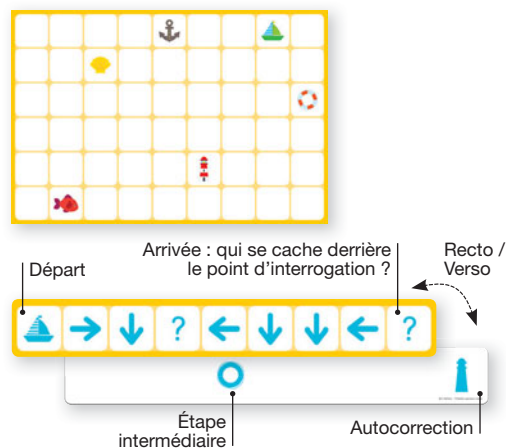 Départ
Arrivée : qui se cache derrière
le point d’interrogation ?
Recto /
Verso
?
?
Étape
intermédiaire
Autocorrection